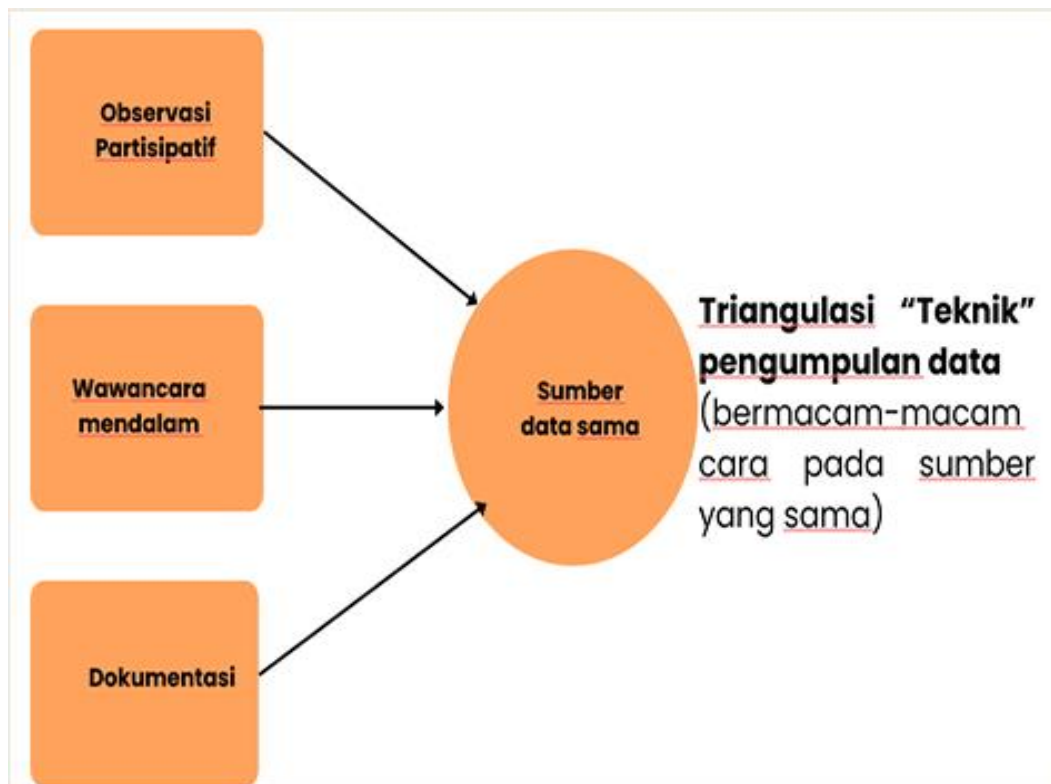 Observasi
Partisipatif
Wawancara
mendalam
Dokumentasi
Sumber
data sama
Triangulasi “Teknik”
pengumpulan data
(bermacam-macam
cara pada sumber
yang sama)